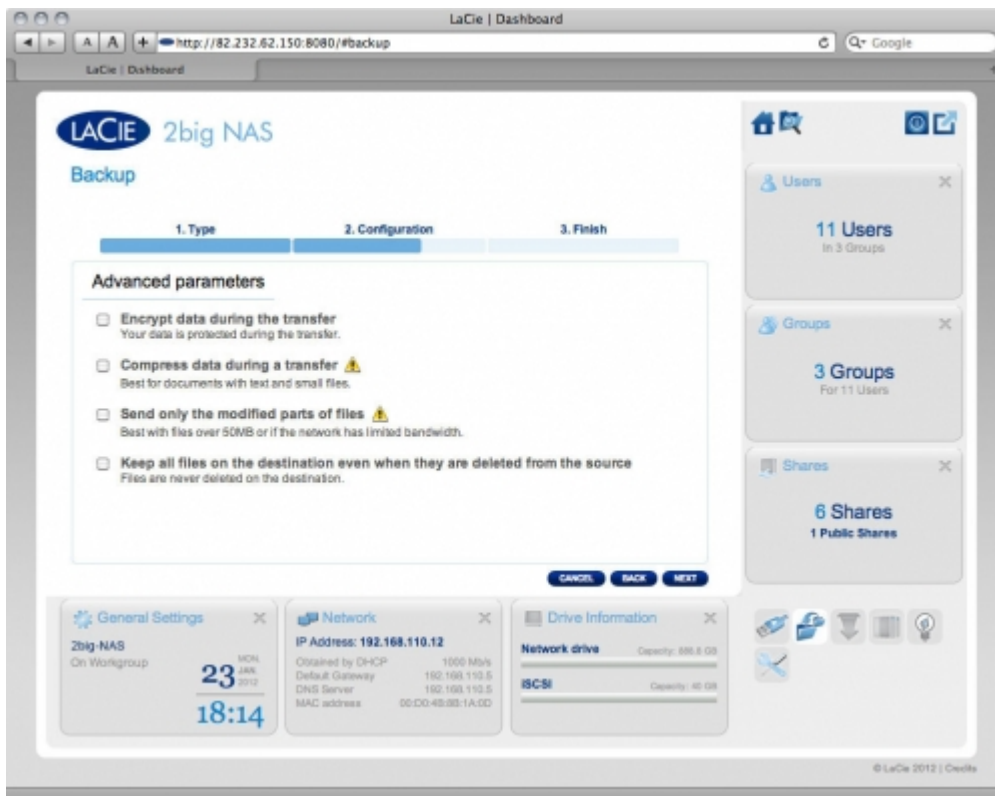 LaCie | Dashboard
A A + http://82.232.62.150:8080/#backup
Google
LaCie | Dashboard
LACIE 2big NAS
Backup
1. Type 2. Configuration 3. Finish
Advanced parameters
Encrypt data during the transfer
Your data is protected during the transfer.
Compress data during a transfer
Best for documents with text and small files.
Send only the modified parts of files
Best with files over 50MB or if the network has limited bandwidth.
Keep all files on the destination even when they are deleted from the source
Files are never deleted on the destination.
CANCEL BACK NEXT
Users
11 Users
In 3 Groups
Groups
3 Groups
For 11 Users
Shares
6 Shares
1 Public Shares
General Settings
2big-NAS
On Workgroup
23 MON. JAN. 2012
18:14
Network
IP Address: 192.168.110.12
Obtained by DHCP 1000 Mb/s
Default Gateway 192.168.110.5
DNS Server 192.168.110.5
MAC address
Drive Information
Network drive Capacity:
iSCSI Capacity: 40 GB
© LaCie 2012 | Credits